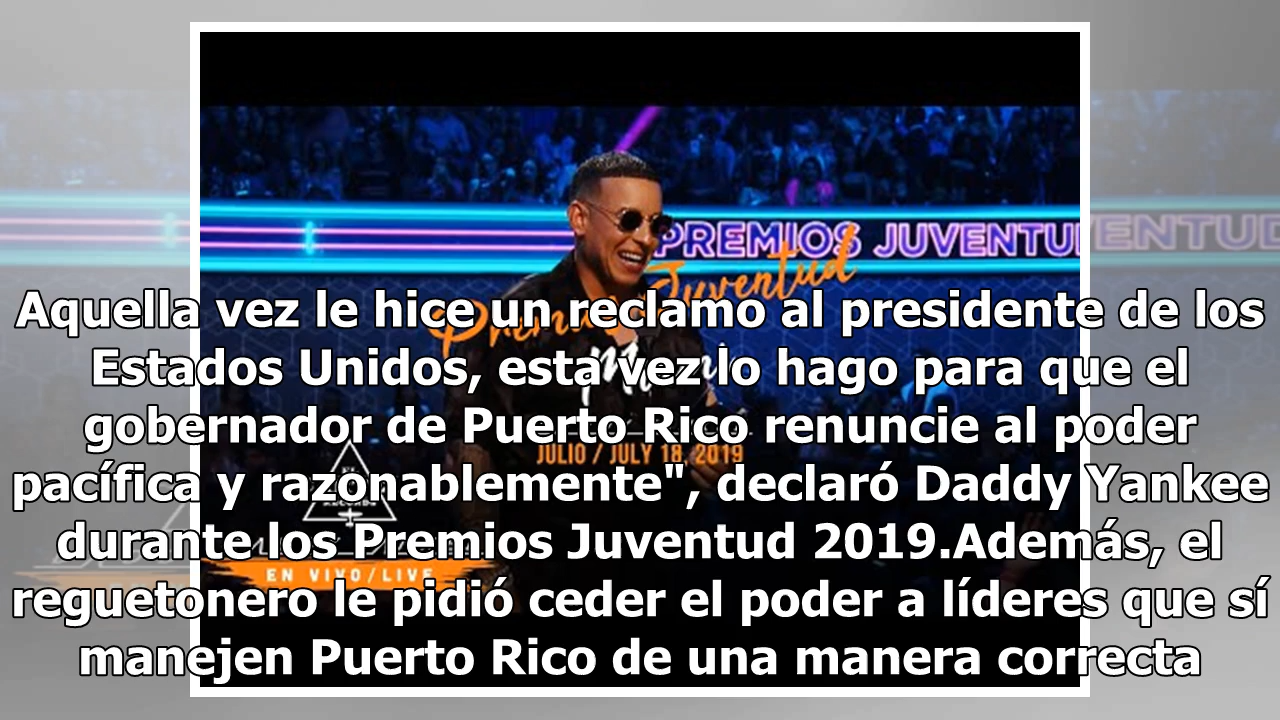 PREMIOS JUVENTU
ENTUD
Premios Juventud
Aquella vez le hice un reclamo al presidente de los
Estados Unidos, esta vez lo hago para que el
gobernador de Puerto Rico renuncie al poder
JULIO / JULY 18, 2019
pacífica y razonablemente", declaró Daddy Yankee
durante los Premios Juventud 2019.Además, el
EN VIVO/LIVE
reguetonero le pidió ceder el poder a líderes que sí
manejen Puerto Rico de una manera correcta